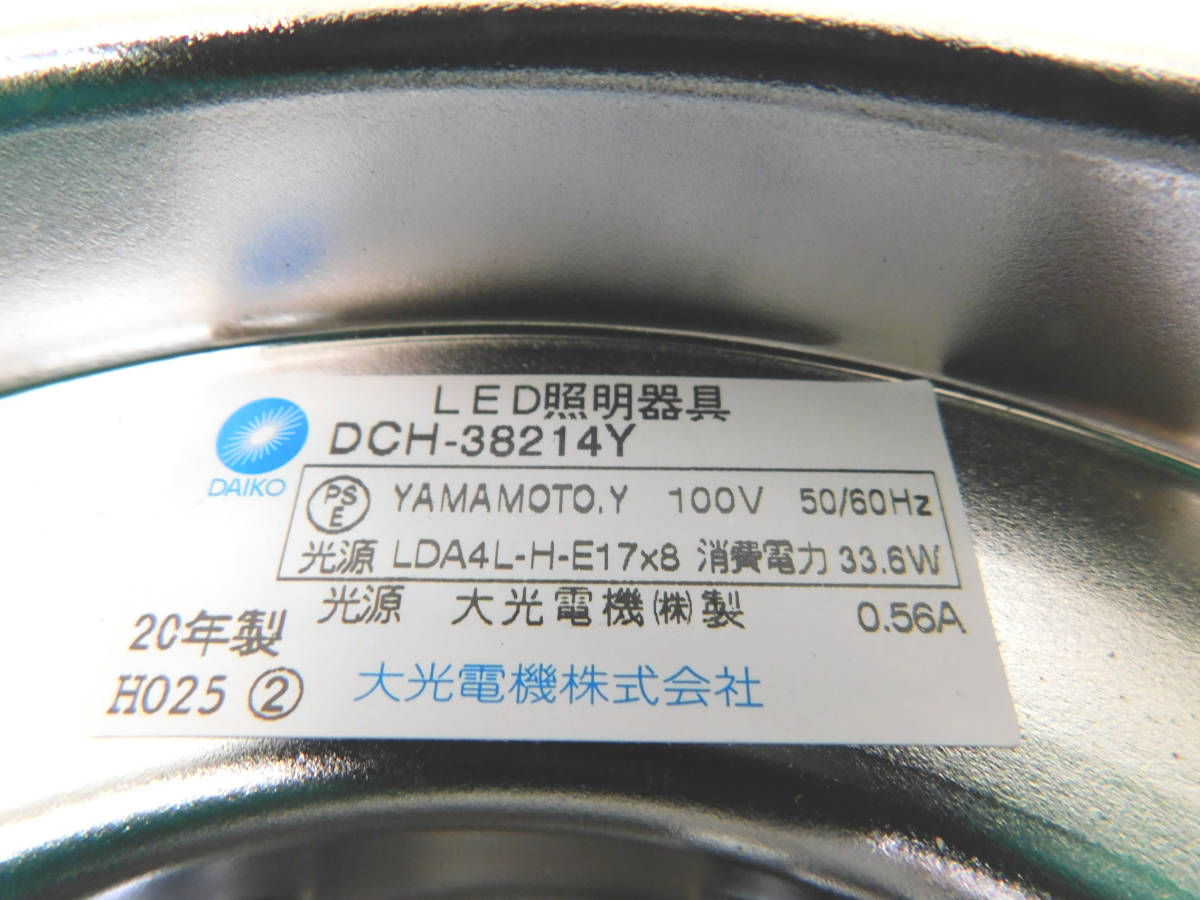 LED照明器具
DCH-38214Y
DAIKO
PSE YAMAMOTO.Y 100V 50/60Hz
光源 LDA4L-H-E17x8 消費電力 33.6W
光源 大光電機㈱製 0.56A
20年製
H025 ②
大光電機株式会社